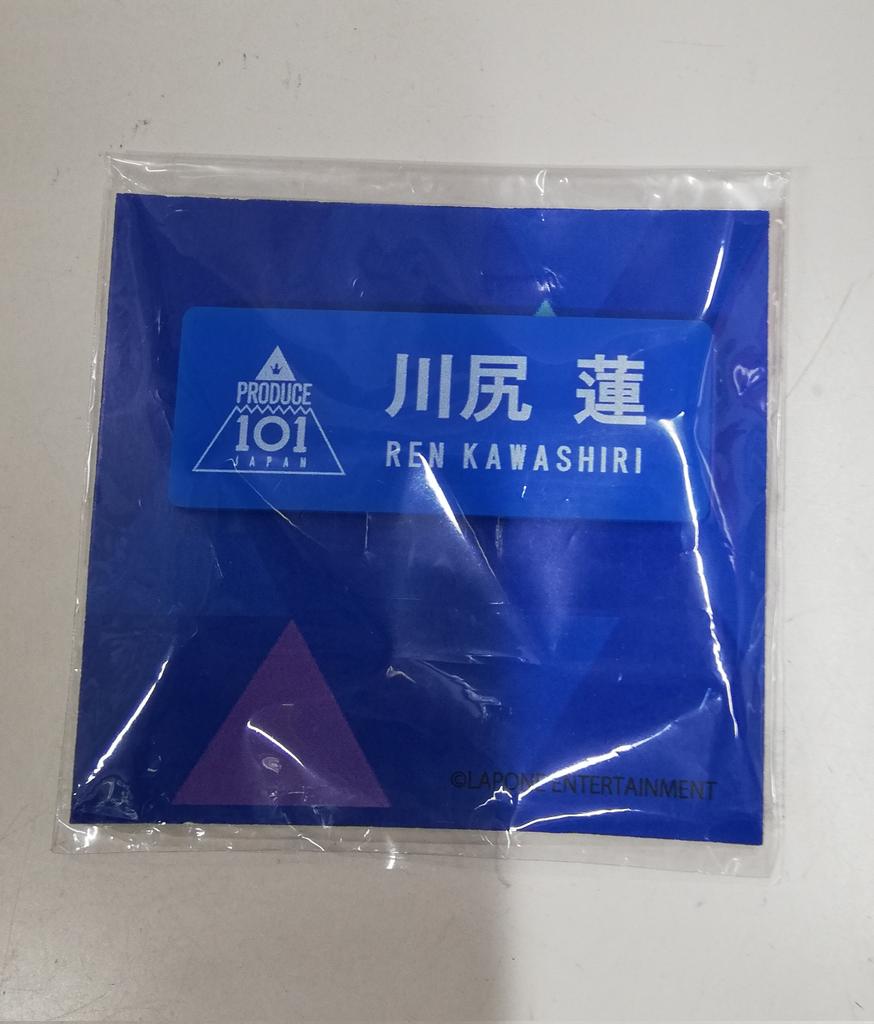 PRODUCE
101
JAPAN
川尻 蓮
REN KAWASHIRI
©LAPONE ENTERTAINMENT